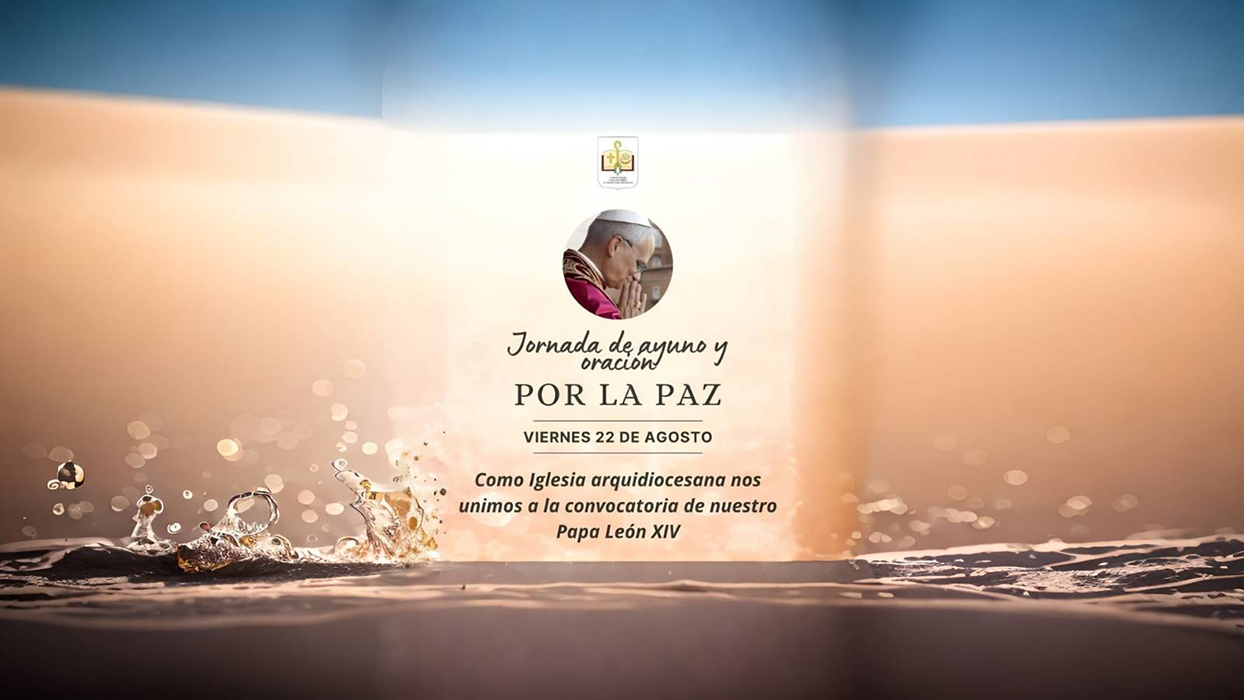 Jornada de ayuno y
oración
POR LA PAZ
VIERNES 22 DE AGOSTO
Como Iglesia arquidiocesana nos
unimos a la convocatoria de nuestro
Papa León XIV